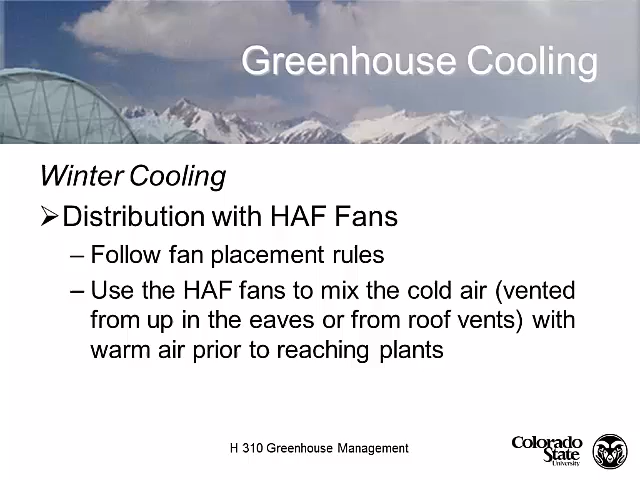 Greenhouse Cooling
Winter Cooling
➢Distribution with HAF Fans
– Follow fan placement rules
– Use the HAF fans to mix the cold air (vented
from up in the eaves or from roof vents) with
warm air prior to reaching plants
H 310 Greenhouse Management
Colorado
State
University